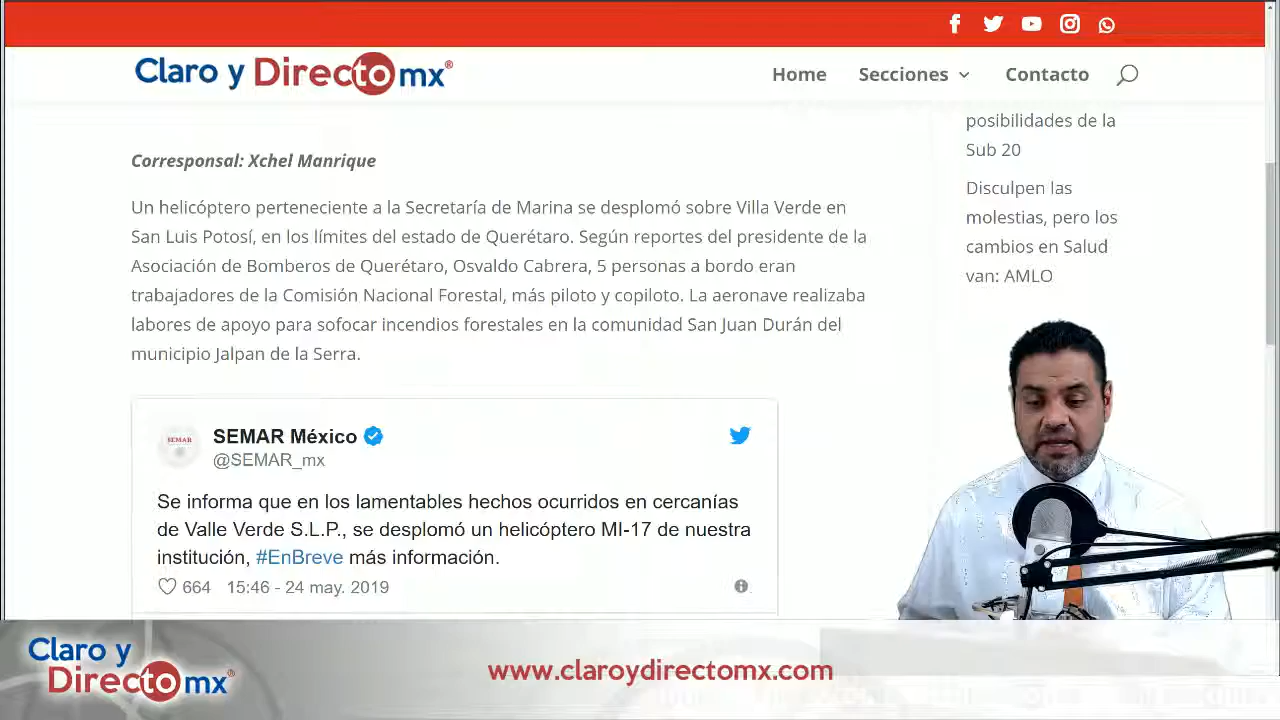 Claro y Directo mx®
Home
Secciones
Contacto
posibilidades de la
Sub 20
Disculpen las
molestias, pero los
cambios en Salud
van: AMLO
Corresponsal: Xchel Manrique
Un helicóptero perteneciente a la Secretaría de Marina se desplomó sobre Villa Verde en
San Luis Potosí, en los límites del estado de Querétaro. Según reportes del presidente de la
Asociación de Bomberos de Querétaro, Osvaldo Cabrera, 5 personas a bordo eran
trabajadores de la Comisión Nacional Forestal, más piloto y copiloto. La aeronave realizaba
labores de apoyo para sofocar incendios forestales en la comunidad San Juan Durán del
municipio Jalpan de la Serra.
SEMAR
SEMAR México
@SEMAR_mx
Se informa que en los lamentables hechos ocurridos en cercanías
de Valle Verde S.L.P., se desplomó un helicóptero MI-17 de nuestra
institución, #EnBreve más información.
664 15:46 - 24 may. 2019
Claro y
Directo mx®
www.claroydirectomx.com